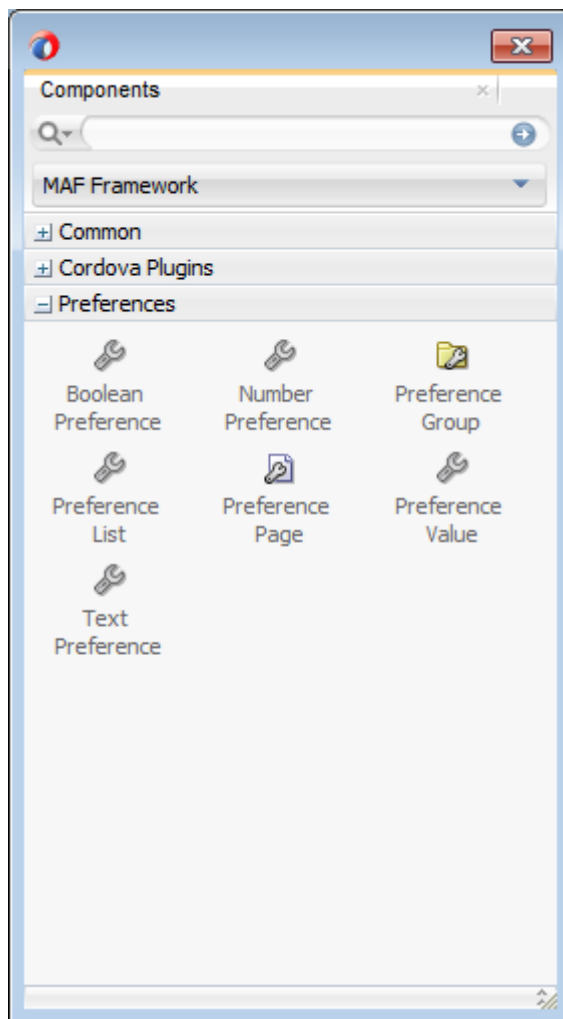 Components
MAF Framework
Common
Cordova Plugins
Preferences
Boolean Preference
Number Preference
Preference Group
Preference List
Preference Page
Preference Value
Text Preference